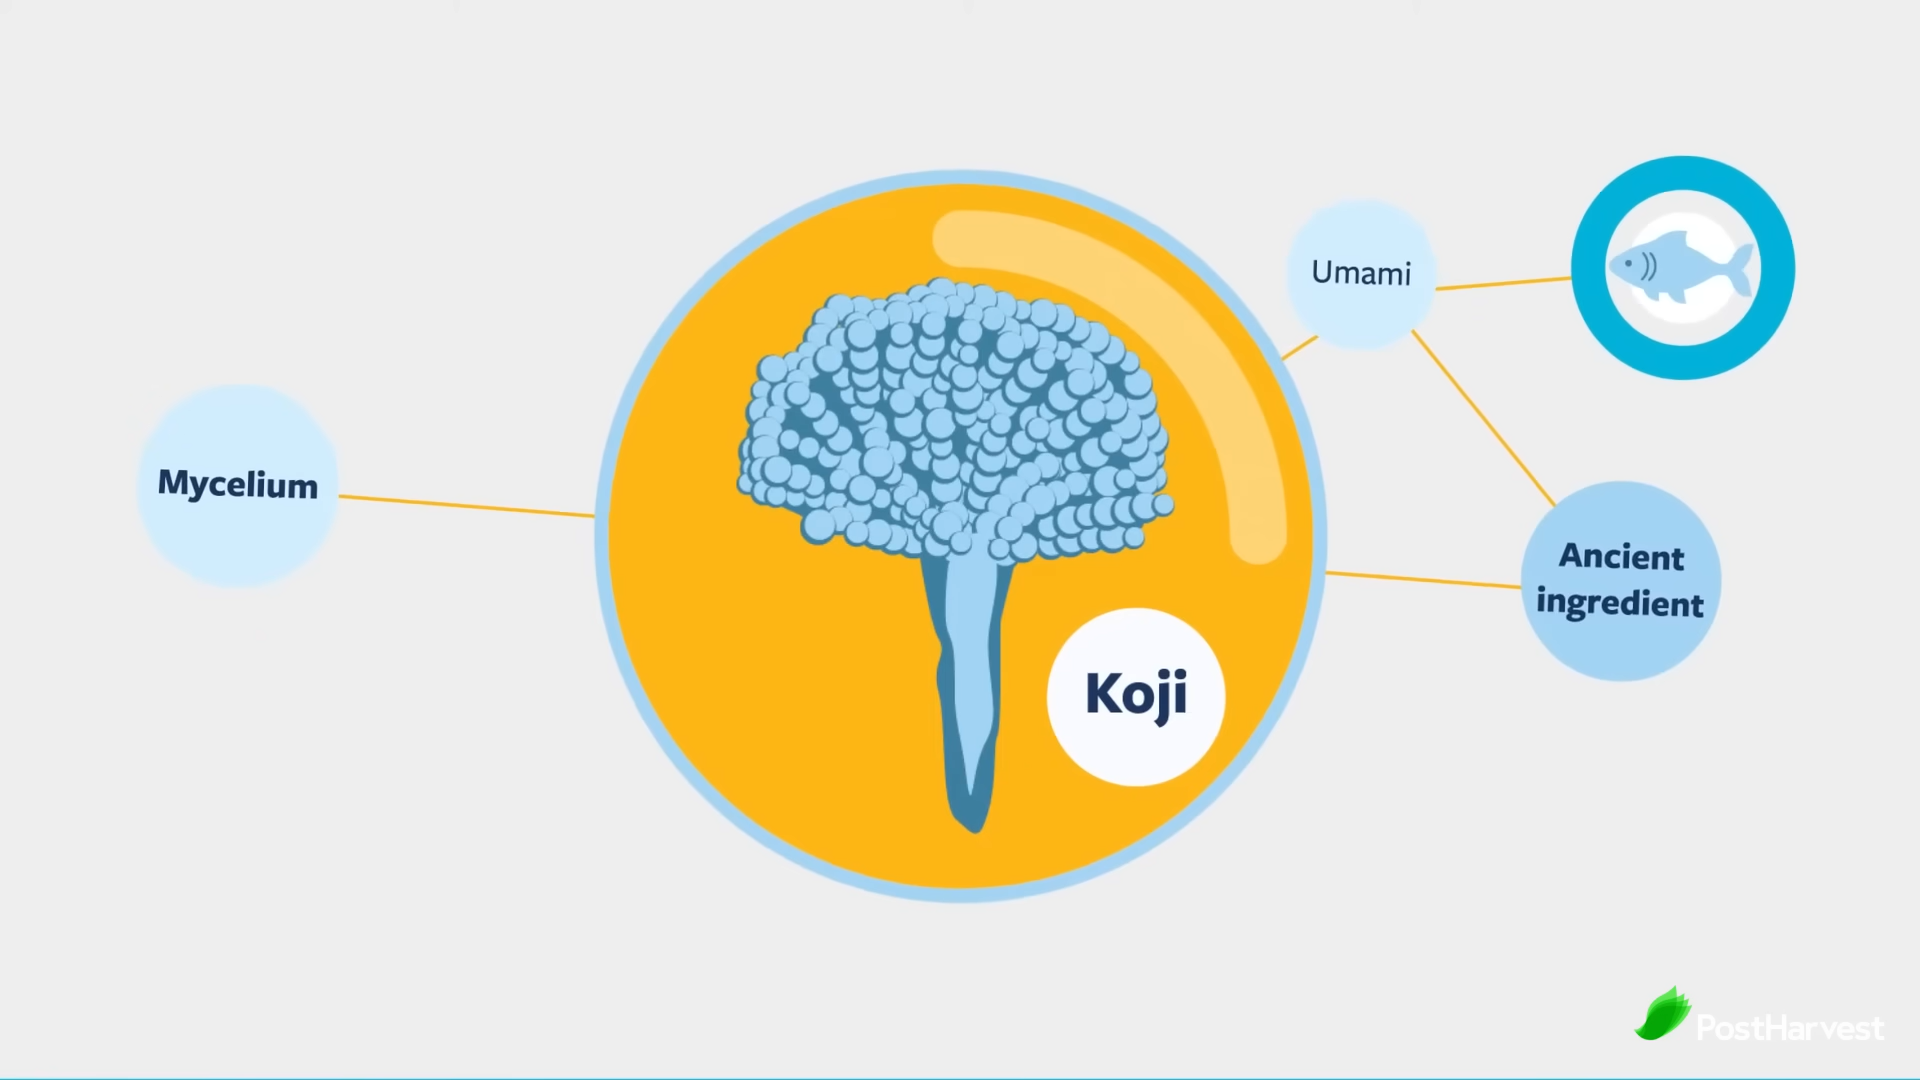 Umami
Mycelium
Ancient
ingredient
Koji
PostHarvest